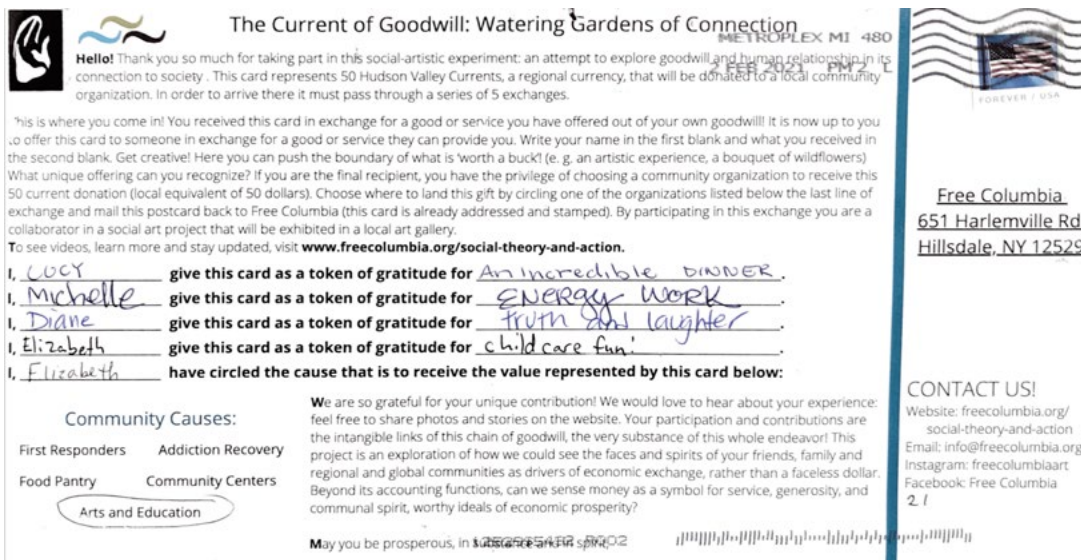 The Current of Goodwill: Watering Gardens of Connection
METROPLEX MI 480
2 FEB 2021 PM 2 L
FOREVER / USA
Hello! Thank you so much for taking part in this social-artistic experiment: an attempt to explore goodwill and human relationship in its
connection to society . This card represents 50 Hudson Valley Currents, a regional currency, that will be donated to a local community
organization. In order to arrive there it must pass through a series of 5 exchanges.
This is where you come in! You received this card in exchange for a good or service you have offered out of your own goodwill! It is now up to you
to offer this card to someone in exchange for a good or service they can provide you. Write your name in the first blank and what you received in
the second blank. Get creative! Here you can push the boundary of what is 'worth a buck'! (e. g. an artistic experience, a bouquet of wildflowers)
What unique offering can you recognize? If you are the final recipient, you have the privilege of choosing a community organization to receive this
50 current donation (local equivalent of 50 dollars). Choose where to land this gift by circling one of the organizations listed below the last line of
exchange and mail this postcard back to Free Columbia (this card is already addressed and stamped). By participating in this exchange you are a
collaborator in a social art project that will be exhibited in a local art gallery.
To see videos, learn more and stay updated, visit www.freecolumbia.org/social-theory-and-action.
I, LUCY give this card as a token of gratitude for An incredible DINNER.
I, Michelle give this card as a token of gratitude for ENERGY WORK.
I, Diane give this card as a token of gratitude for truth and laughter.
I, Elizabeth give this card as a token of gratitude for childcare fun!.
I, Elizabeth have circled the cause that is to receive the value represented by this card below:
Community Causes:
First Responders Addiction Recovery
Food Pantry Community Centers
Arts and Education
We are so grateful for your unique contribution! We would love to hear about your experience:
feel free to share photos and stories on the website. Your participation and contributions are
the intangible links of this chain of goodwill, the very substance of this whole endeavor! This
project is an exploration of how we could see the faces and spirits of your friends, family and
regional and global communities as drivers of economic exchange, rather than a faceless dollar.
Beyond its accounting functions, can we sense money as a symbol for service, generosity, and
communal spirit, worthy ideals of economic prosperity?
May you be prosperous, in substance and in spirit,
Free Columbia
651 Harlemville Rd
Hillsdale, NY 12529
CONTACT US!
Website: freecolumbia.org/
social-theory-and-action
Email: info@freecolumbia.org
Instagram: freecolumbiaart
Facebook: Free Columbia
21